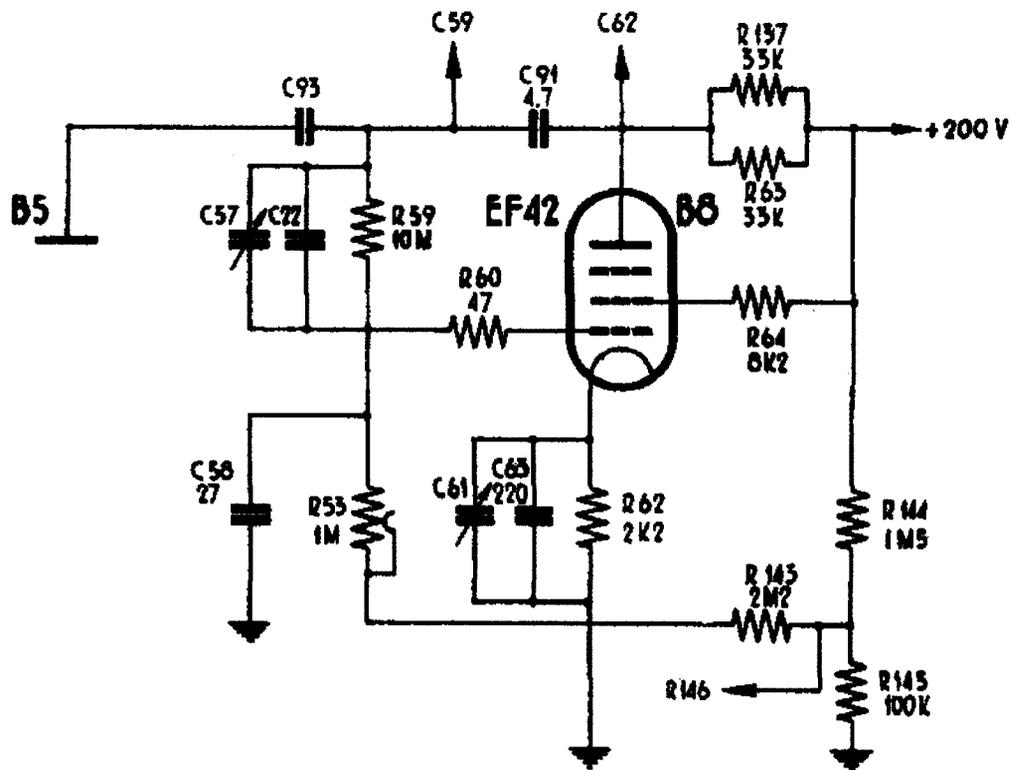 C59
C62
R137
33K
C93
C91
4.7
+200 V
R63
33K
B5
C57
C22
R59
10M
EF42
B8
R60
47
R64
8K2
C58
27
R53
1M
C61
C63
220
R62
2K2
R144
1M5
R143
2M2
R146
R145
100K